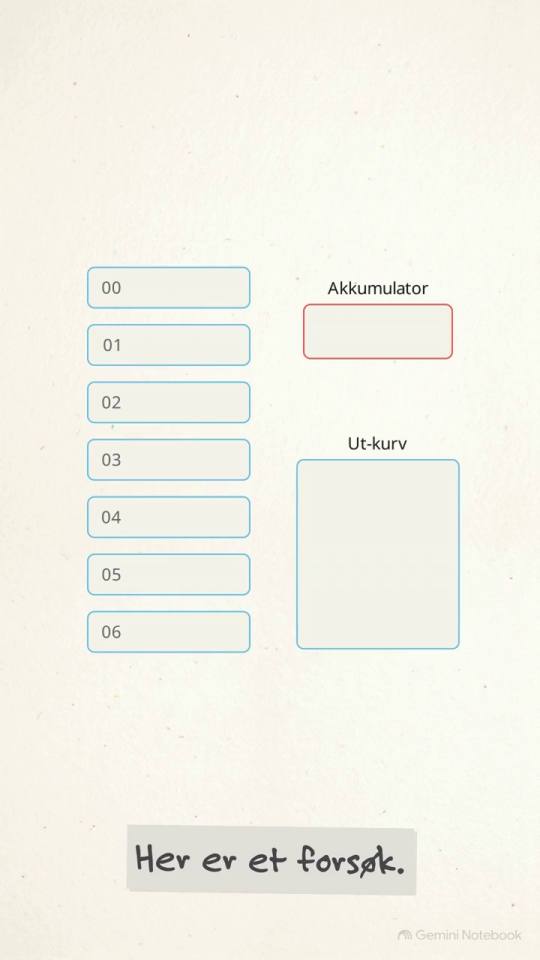 00
01
02
03
04
05
06
Akkumulator
Ut-kurv
Her er et forsøk.
Gemini Notebook